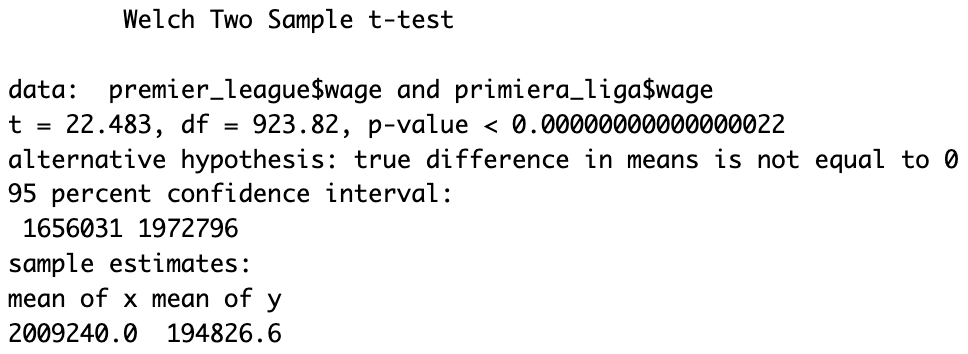 Welch Two Sample t-test
data:  premier_league$wage and primiera_liga$wage
t = 22.483, df = 923.82, p-value < 0.00000000000000022
alternative hypothesis: true difference in means is not equal to 0
95 percent confidence interval:
 1656031 1972796
sample estimates:
mean of x mean of y
2009240.0  194826.6